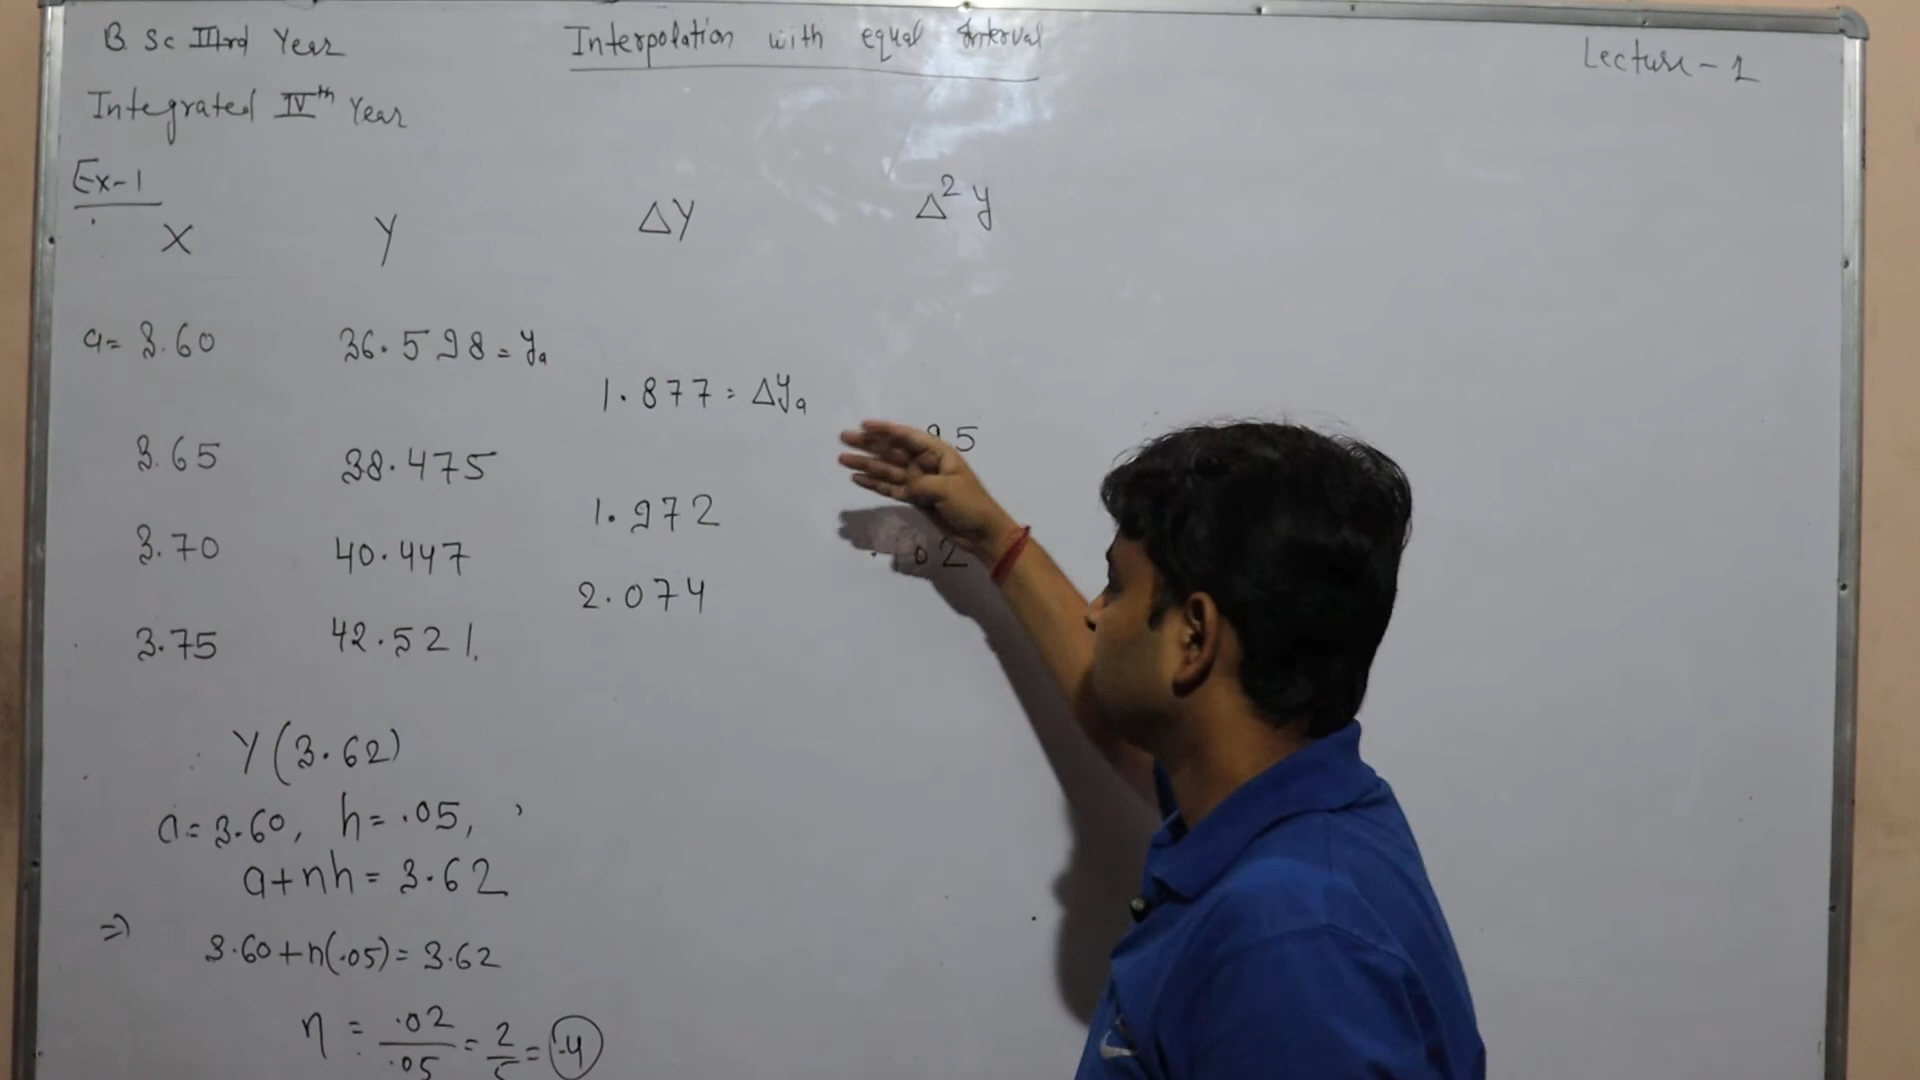 B. Sc IIIrd Year
Interpolation with equal Interval
Lecture - 1
Integrated IVth Year
Ex-1
X Y ΔY Δ²y
a = 3.60 36.598 = yₐ
1.877 = Δyₐ
95
3.65 38.475
1.972
02
3.70 40.447
2.074
3.75 42.521.
Y(3.62)
a = 3.60, h = .05,
a+nh = 3.62
⇒ 3.60+n(.05) = 3.62
n = .02/.05 = 2/5 = .4